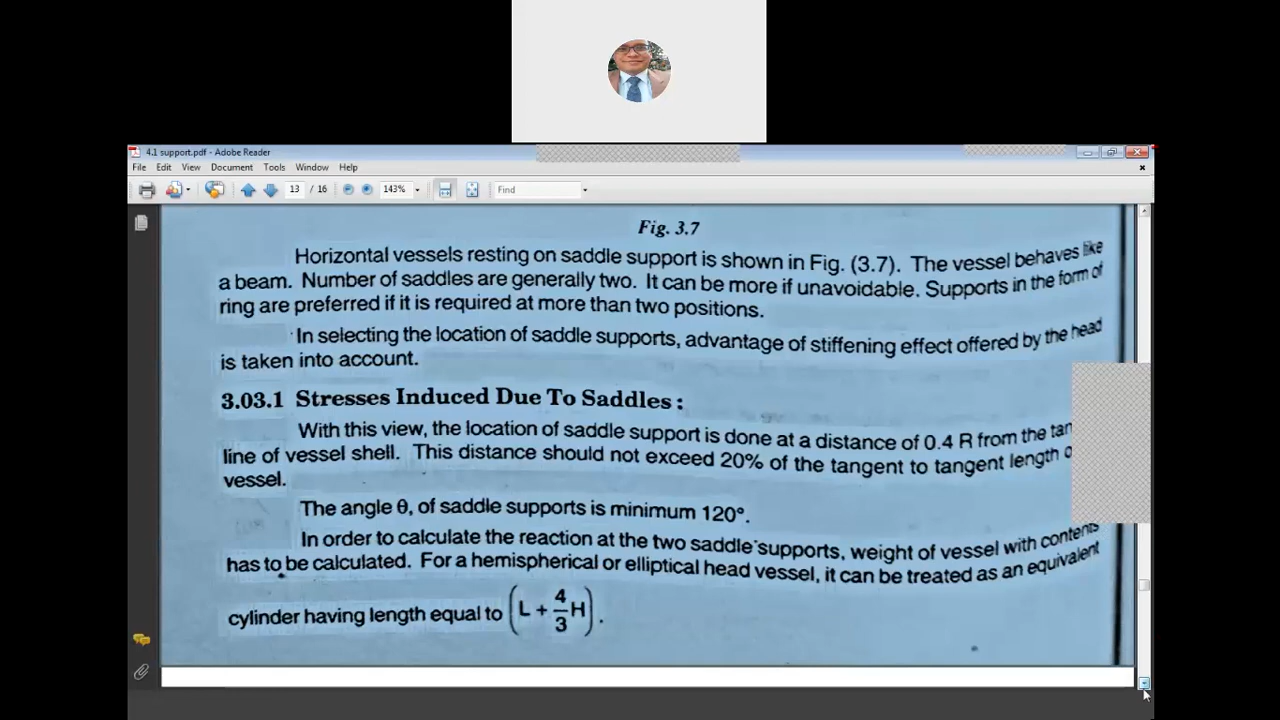 4.1 support.pdf - Adobe Reader
File Edit View Document Tools Window Help
13 / 16 143% Find
Fig. 3.7
Horizontal vessels resting on saddle support is shown in Fig. (3.7). The vessel behaves like
a beam. Number of saddles are generally two. It can be more if unavoidable. Supports in the form of
ring are preferred if it is required at more than two positions.
In selecting the location of saddle supports, advantage of stiffening effect offered by the head
is taken into account.
3.03.1 Stresses Induced Due To Saddles :
With this view, the location of saddle support is done at a distance of 0.4 R from the
line of vessel shell. This distance should not exceed 20% of the tangent to tangent length
vessel.
The angle θ, of saddle supports is minimum 120°.
In order to calculate the reaction at the two saddle supports, weight of vessel with contents
has to be calculated. For a hemispherical or elliptical head vessel, it can be treated as an equivalent
cylinder having length equal to (L + 4/3 H).